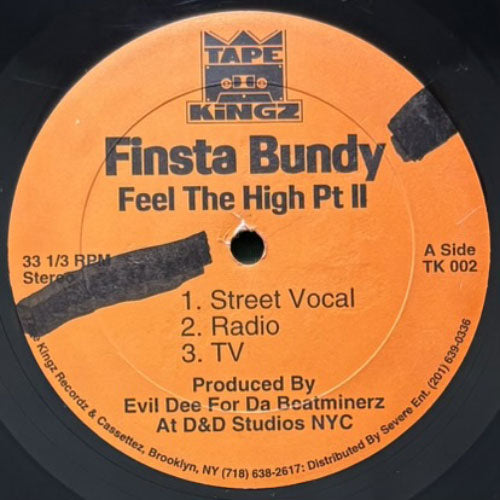 TAPE
KiNGZ
Finsta Bundy
Feel The High Pt II
33 1/3 RPM
Stereo
A Side
TK 002
1. Street Vocal
2. Radio
3. TV
Produced By
Evil Dee For Da Beatminerz
At D&D Studios NYC
Kingz Recordz & Cassettez, Brooklyn, NY (718) 638-2617: Distributed By Severe Ent. (201) 639-0336